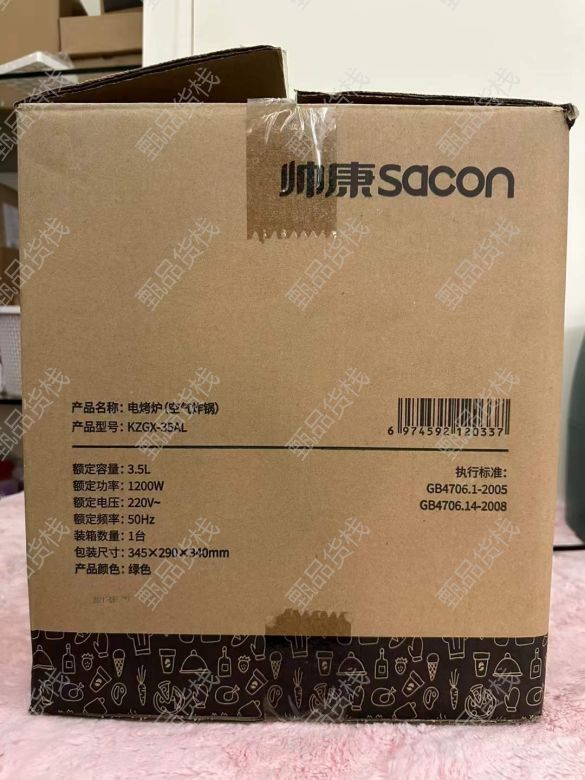 帅康sacon
产品名称：电烤炉（空气炸锅）
产品型号：KZGX-35AL
6 974592 120337
额定容量：3.5L
额定功率：1200W
额定电压：220V~
额定频率：50Hz
装箱数量：1台
包装尺寸：345×290×340mm
产品颜色：绿色
执行标准：
GB4706.1-2005
GB4706.14-2008
甄品货栈